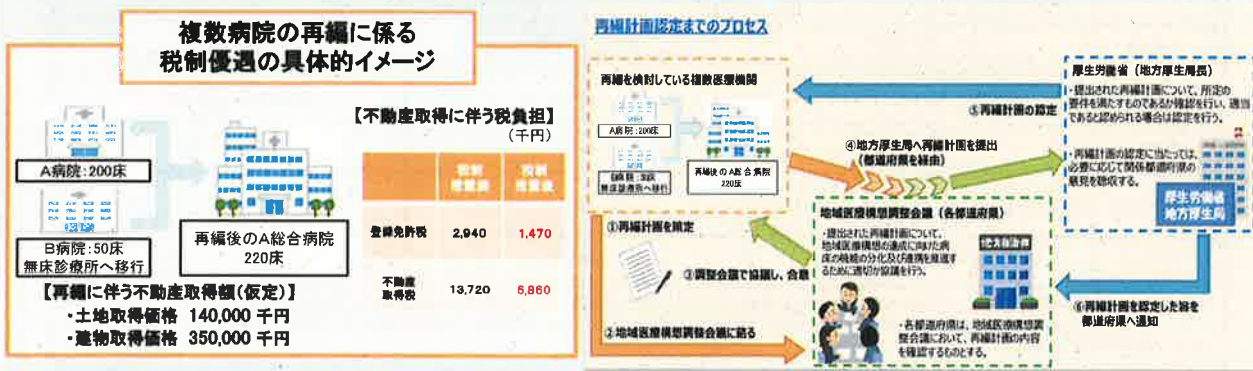 複数病院の再編に係る
税制優遇の具体的イメージ
A病院:200床
B病院:50床
無床診療所へ移行
再編後のA総合病院
220床
【不動産取得に伴う税負担】
(千円)
税制
措置前
税制
措置後
登録免許税 2,940 1,470
不動産
取得税
13,720 6,860
【再編に伴う不動産取得額(仮定)】
・土地取得価格 140,000 千円
・建物取得価格 350,000 千円
再編計画認定までのプロセス
再編を検討している複数医療機関
A病院:200床
B病院:50床
無床診療所へ移行
再編後のA総合病院
220床
①再編計画を策定
②地域医療構想調整会議に諮る
③調整会議で協議し、合意
④地方厚生局へ再編計画を提出
(都道府県を経由)
⑤再編計画の認定
厚生労働省(地方厚生局長)
・提出された再編計画について、所定の
要件を満たすものであるか確認を行い、適当
であると認められる場合は認定を行う。
・再編計画の認定に当たっては、
必要に応じて関係都道府県の
意見を聴取する。
厚生労働省
地方厚生局
地域医療構想調整会議(各都道府県)
・提出された再編計画について、
地域医療構想の達成に向けた病
床の機能の分化及び連携を推進す
るために適切か協議を行う。
・各都道府県は、地域医療構想調
整会議において、再編計画の内容
を確認するものとする。
⑥再編計画を認定した旨を
都道府県へ通知